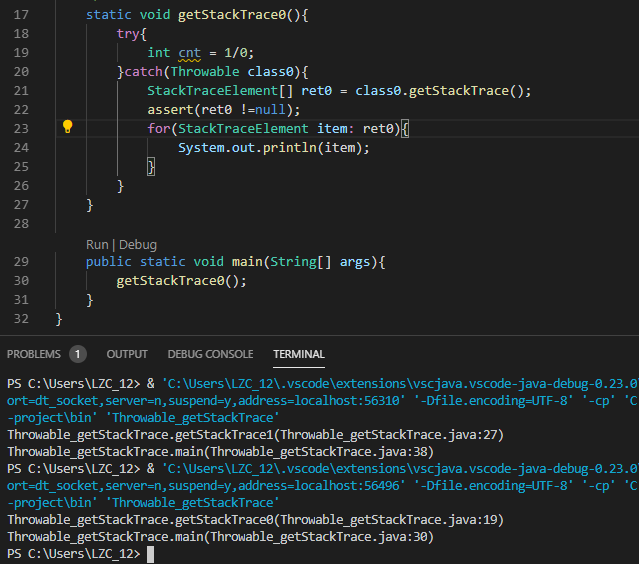 17 static void getStackTrace0(){
18 try{
19 int cnt = 1/0;
20 }catch(Throwable class0){
21 StackTraceElement[] ret0 = class0.getStackTrace();
22 assert(ret0 !=null);
23 for(StackTraceElement item: ret0){
24 System.out.println(item);
25 }
26 }
27 }
28
Run | Debug
29 public static void main(String[] args){
30 getStackTrace0();
31 }
32 }
PROBLEMS 1 OUTPUT DEBUG CONSOLE TERMINAL
PS C:\Users\LZC_12> & 'C:\Users\LZC_12\.vscode\extensions\vscjava.vscode-java-debug-0.23.0\
ort=dt_socket,server=n,suspend=y,address=localhost:56310' '-Dfile.encoding=UTF-8' '-cp' 'C
-project\bin' 'Throwable_getStackTrace'
Throwable_getStackTrace.getStackTrace1(Throwable_getStackTrace.java:27)
Throwable_getStackTrace.main(Throwable_getStackTrace.java:38)
PS C:\Users\LZC_12> & 'C:\Users\LZC_12\.vscode\extensions\vscjava.vscode-java-debug-0.23.0\
ort=dt_socket,server=n,suspend=y,address=localhost:56496' '-Dfile.encoding=UTF-8' '-cp' 'C
-project\bin' 'Throwable_getStackTrace'
Throwable_getStackTrace.getStackTrace0(Throwable_getStackTrace.java:19)
Throwable_getStackTrace.main(Throwable_getStackTrace.java:30)
PS C:\Users\LZC_12>